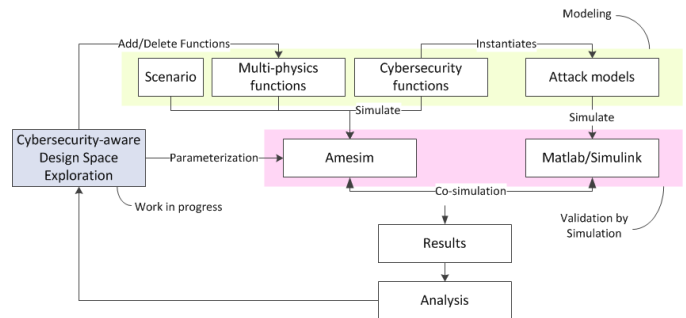 Modeling
Add/Delete Functions
Instantiates
Scenario
Multi-physics
functions
Cybersecurity
functions
Attack models
Simulate
Simulate
Cybersecurity-aware
Design Space
Exploration
Parameterization
Amesim
Matlab/Simulink
Co-simulation
Work in progress
Validation by
Simulation
Results
Analysis